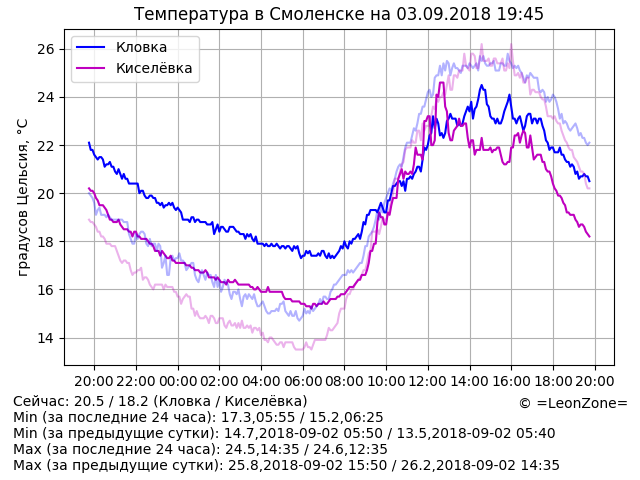 Температура в Смоленске на 03.09.2018 19:45
градусов Цельсия, °C
26
24
22
20
18
16
14
Кловка
Киселёвка
20:00 22:00 00:00 02:00 04:00 06:00 08:00 10:00 12:00 14:00 16:00 18:00 20:00
Сейчас: 20.5 / 18.2 (Кловка / Киселёвка)
© =LeonZone=
Min (за последние 24 часа): 17.3,05:55 / 15.2,06:25
Min (за предыдущие сутки): 14.7,2018-09-02 05:50 / 13.5,2018-09-02 05:40
Max (за последние 24 часа): 24.5,14:35 / 24.6,12:35
Max (за предыдущие сутки): 25.8,2018-09-02 15:50 / 26.2,2018-09-02 14:35